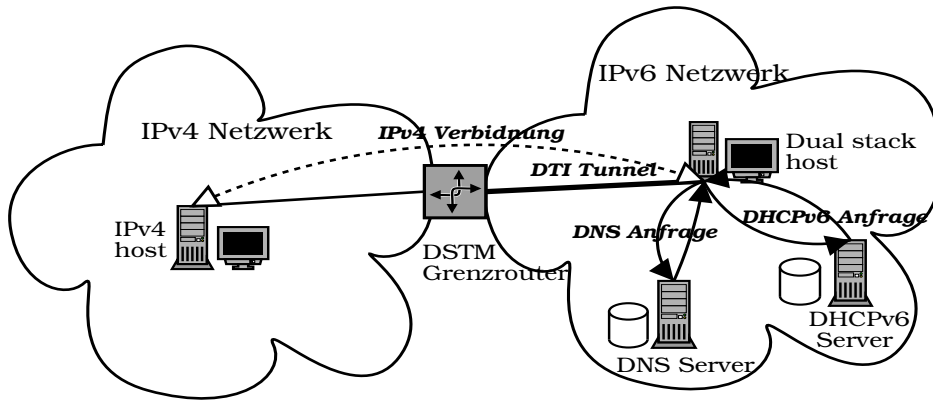 IPv6 Netzwerk
IPv4 Netzwerk
IPv4 Verbidnung
Dual stack
host
DTI Tunnel
IPv4
host
DSTM
Grenzrouter
DNS Anfrage
DHCPv6 Anfrage
DHCPv6
Server
DNS Server